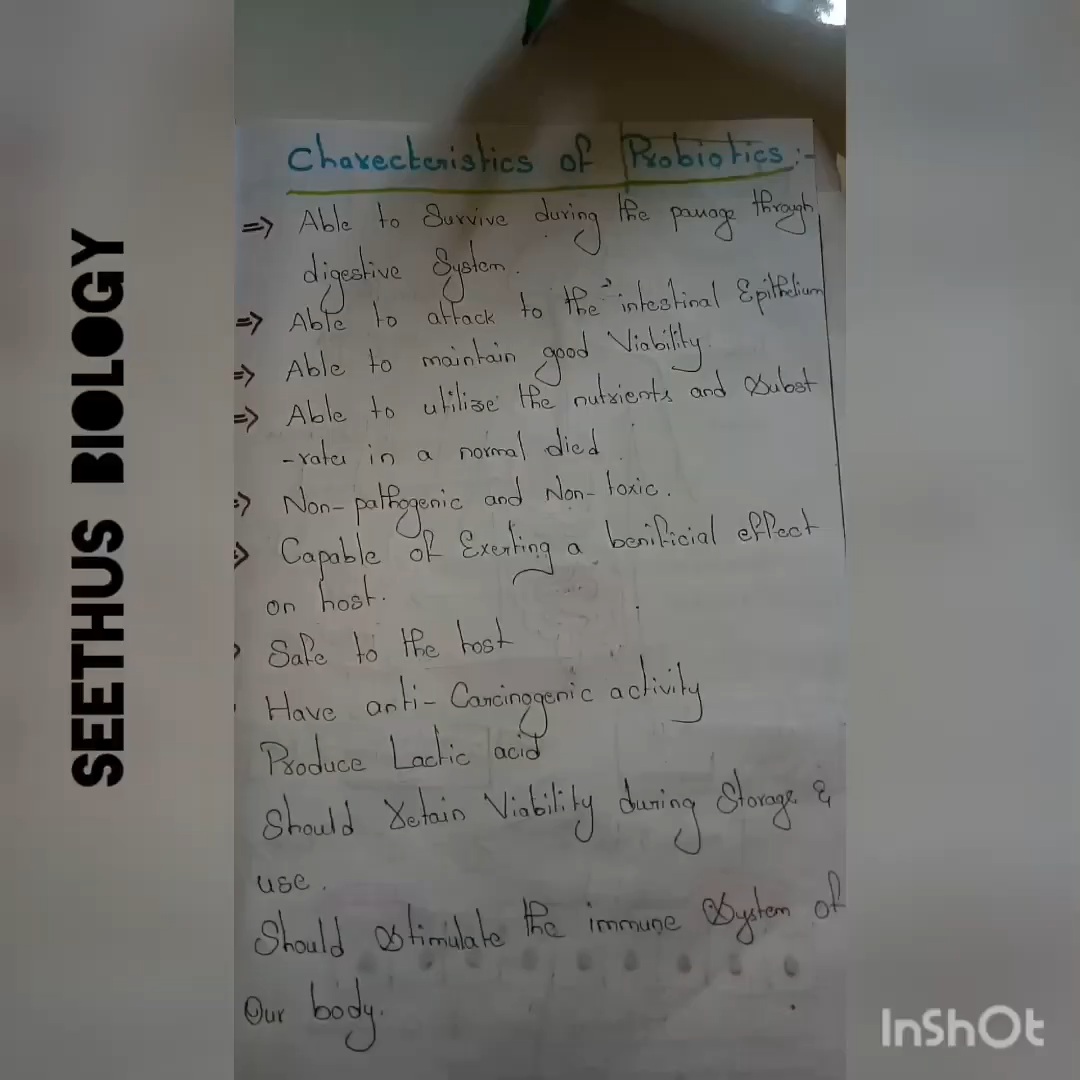 SEETHUS BIOLOGY
Charecteristics of Probiotics :-
=> Able to Survive during the passage through
digestive System.
=> Able to attack to the intestinal Epithelium
=> Able to maintain good Viability.
=> Able to utilize the nutrients and Subst
-rates in a normal died.
=> Non-pathogenic and Non-toxic.
=> Capable of Exerting a benificial effect
on host.
Safe to the host
Have anti-Carcinogenic activity
Produce Lactic acid
Should retain Viability during Storage &
use.
Should Stimulate the immune System of
Our body.
InShOt